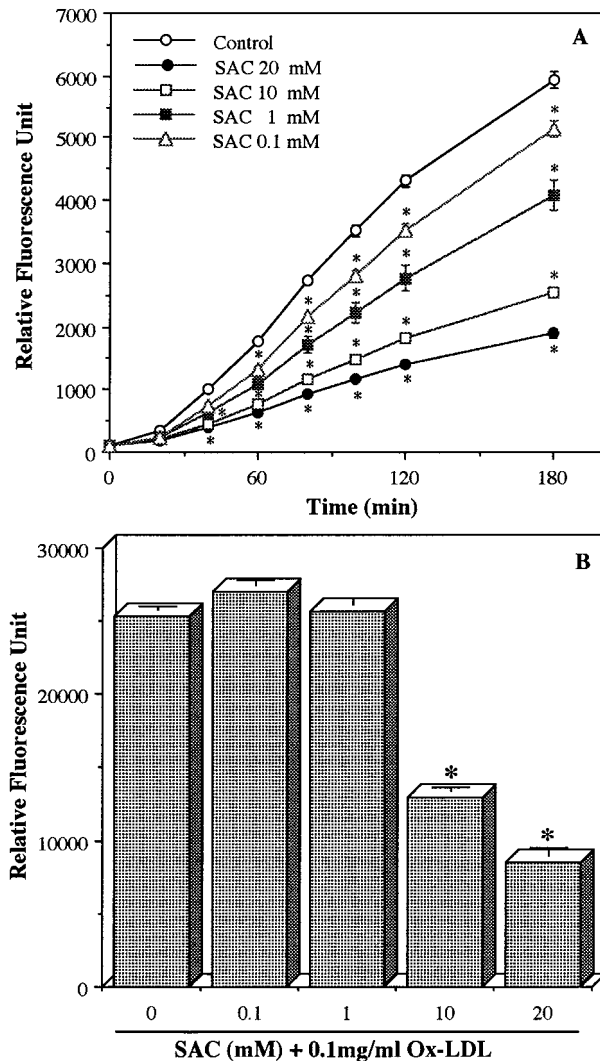 7000
6000
5000
4000
3000
2000
1000
0
Relative Fluorescence Unit
A
Control
SAC 20 mM
SAC 10 mM
SAC 1 mM
SAC 0.1 mM
* * * * * * * * * * * * * * * * * * * *
0 60 120 180
Time (min)
B
30000
20000
10000
0
Relative Fluorescence Unit
* *
0 0.1 1 10 20
SAC (mM) + 0.1mg/ml Ox-LDL